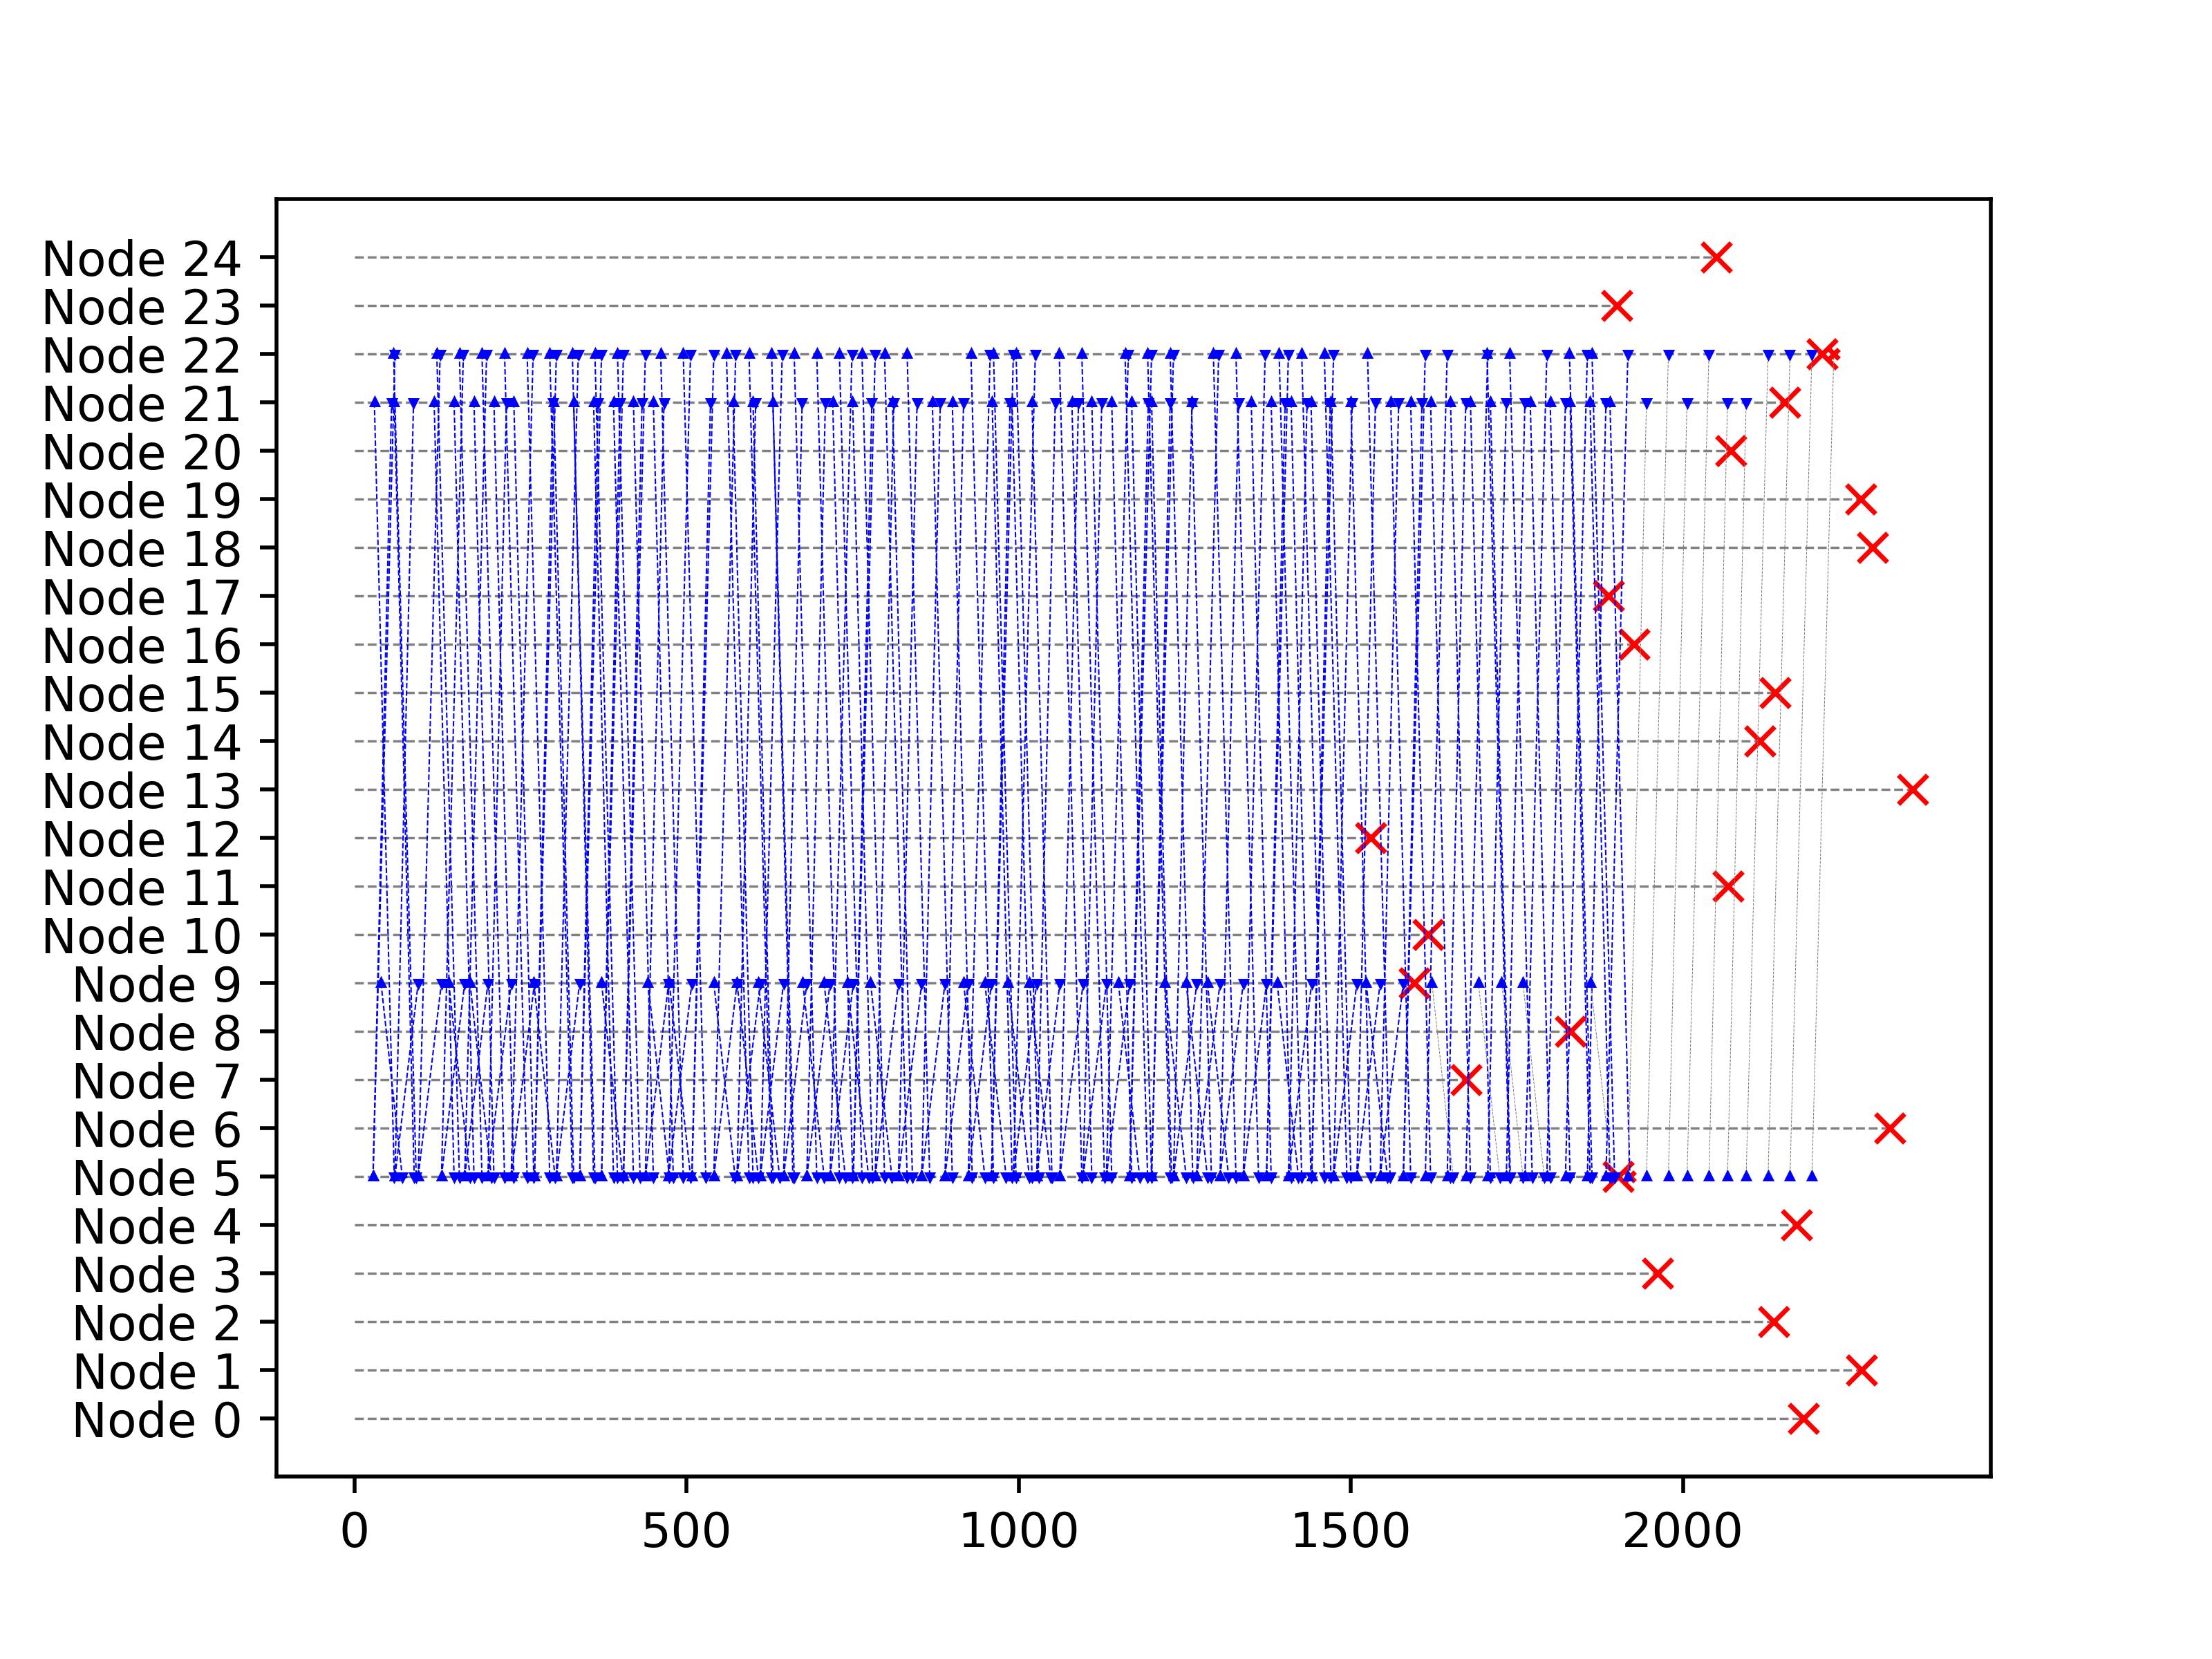 Node 24
Node 23
Node 22
Node 21
Node 20
Node 19
Node 18
Node 17
Node 16
Node 15
Node 14
Node 13
Node 12
Node 11
Node 10
Node 9
Node 8
Node 7
Node 6
Node 5
Node 4
Node 3
Node 2
Node 1
Node 0
0 500 1000 1500 2000